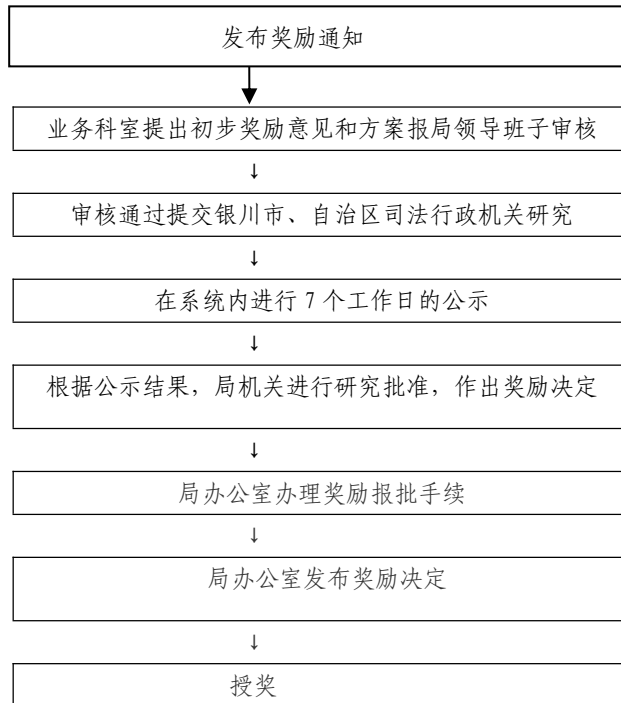 发布奖励通知
业务科室提出初步奖励意见和方案报局领导班子审核
↓
审核通过提交银川市、自治区司法行政机关研究
↓
在系统内进行 7 个工作日的公示
↓
根据公示结果，局机关进行研究批准，作出奖励决定
↓
局办公室办理奖励报批手续
↓
局办公室发布奖励决定
↓
授奖